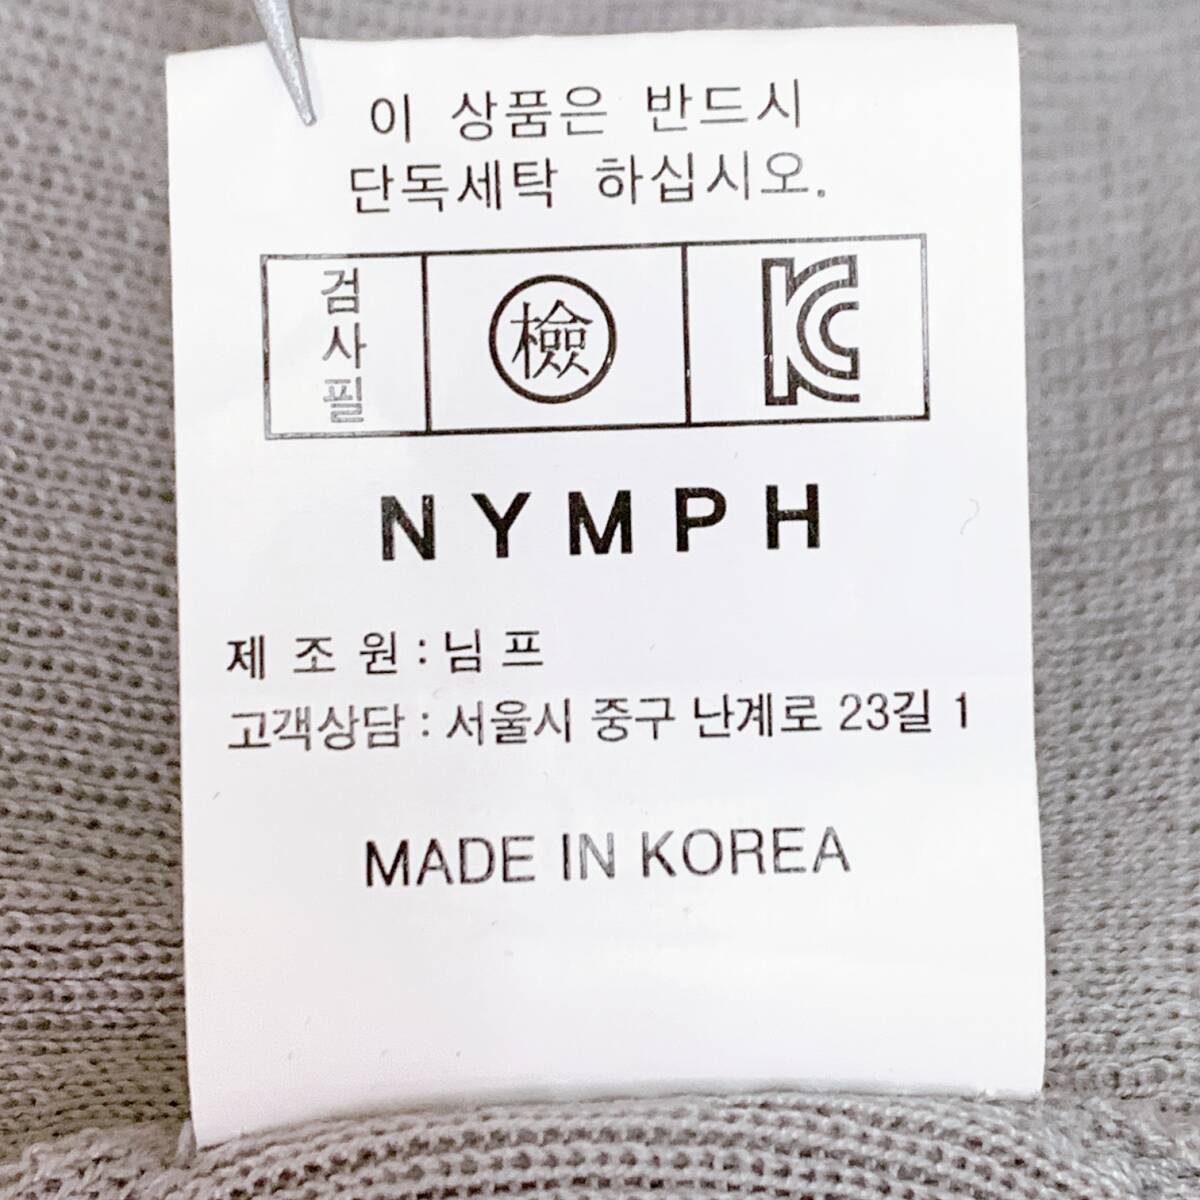 이 상품은 반드시
단독세탁 하십시오.
검사필
檢
KC
NYMPH
제 조 원 : 님 프
고객상담 : 서울시 중구 난계로 23길 1
MADE IN KOREA